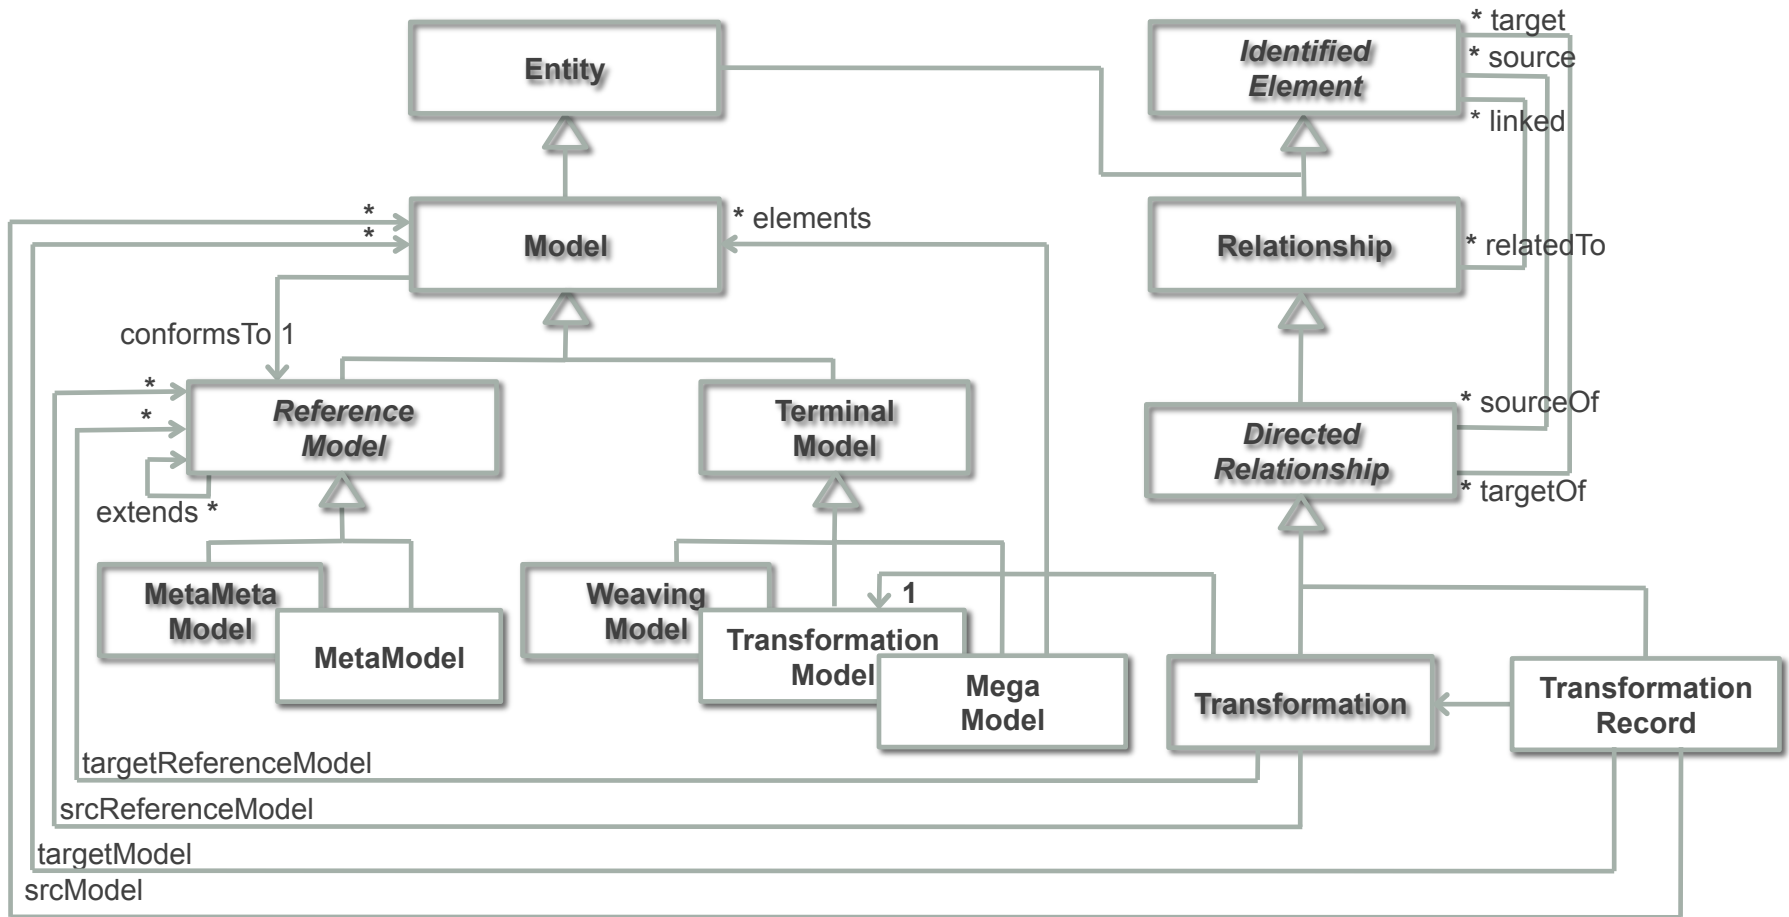 * target
Entity
Identified
Element
* source
* linked
*
*
Model
* elements
Relationship
* relatedTo
conformsTo 1
*
*
Reference
Model
Terminal
Model
* sourceOf
Directed
Relationship
* targetOf
extends *
MetaMeta
Model
MetaModel
Weaving
Model
1
Transformation
Model
Mega
Model
Transformation
Transformation
Record
targetReferenceModel
srcReferenceModel
targetModel
srcModel